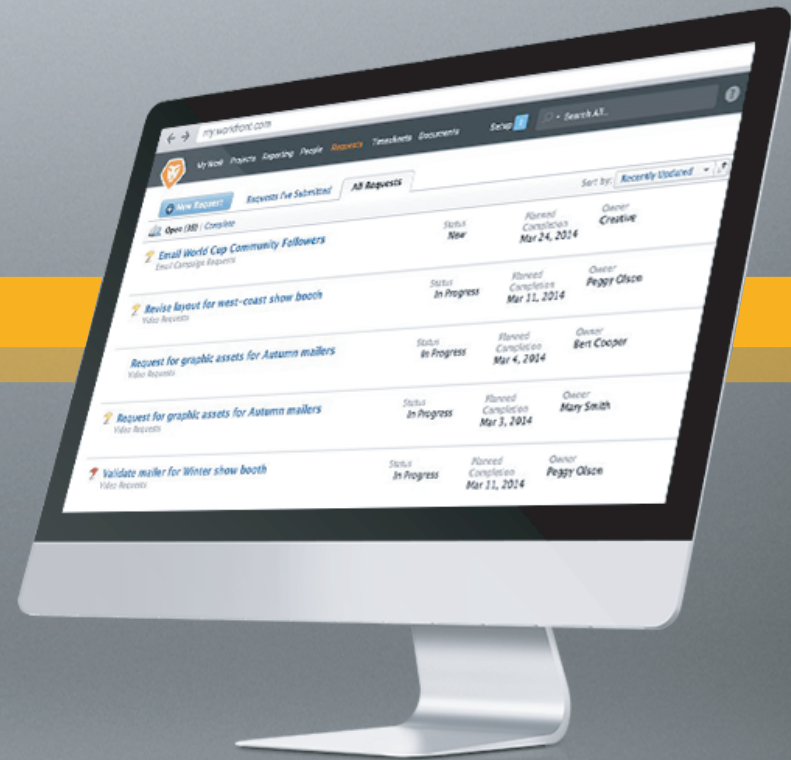 my.workfront.com
My Work Projects Reporting People Requests Timesheets Documents Setup Search All...
New Request Requests I've Submitted All Requests Sort by: Recently Updated
Open (35) | Complete
Email World Cup Community Followers Status Planned Completion Owner
Email Campaign Requests New Mar 24, 2014 Creative
Revise layout for west-coast show booth Status Planned Completion Owner
Video Requests In Progress Mar 11, 2014 Peggy Olson
Request for graphic assets for Autumn mailers Status Planned Completion Owner
Video Requests In Progress Mar 4, 2014 Bert Cooper
Request for graphic assets for Autumn mailers Status Planned Completion Owner
Video Requests In Progress Mar 3, 2014 Mary Smith
Validate mailer for Winter show booth Status Planned Completion Owner
Video Requests In Progress Mar 11, 2014 Peggy Olson